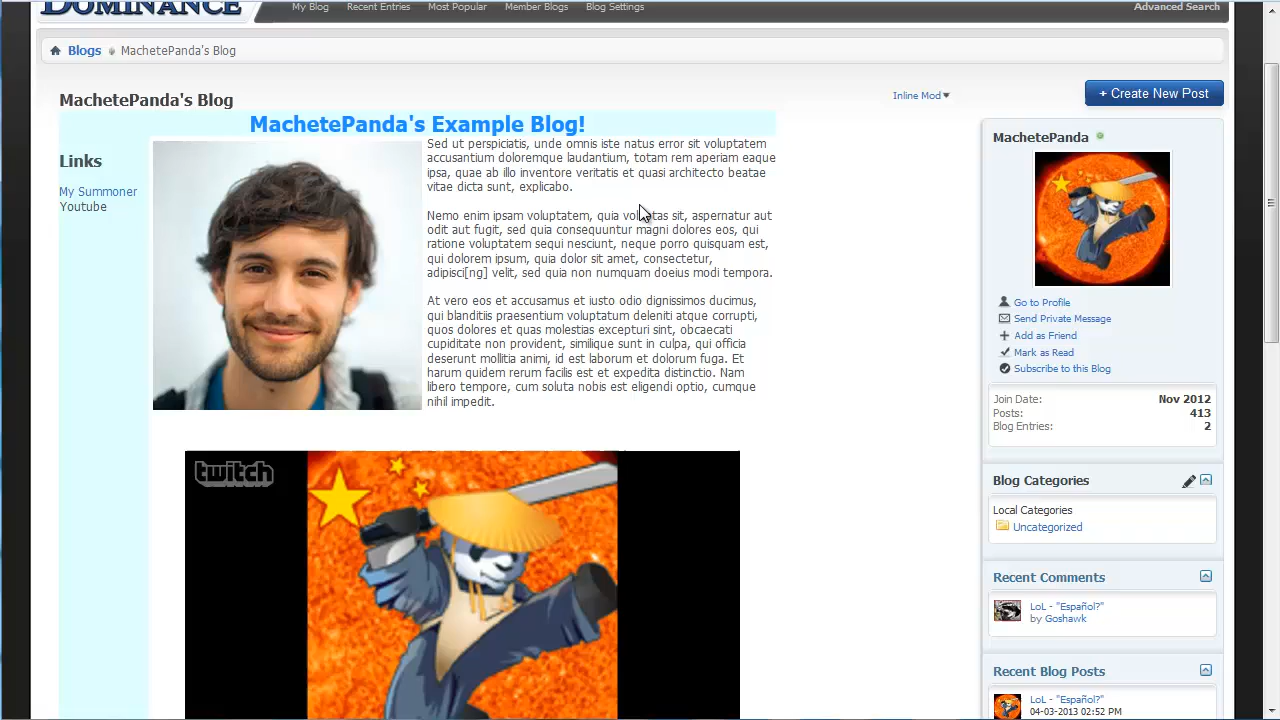 DOMINANCE
My Blog Recent Entries Most Popular Member Blogs Blog Settings Advanced Search
Blogs MachetePanda's Blog
MachetePanda's Blog
Inline Mod
+ Create New Post
MachetePanda's Example Blog!
Links
My Summoner
Youtube
Sed ut perspiciatis, unde omnis iste natus error sit voluptatem
accusantium doloremque laudantium, totam rem aperiam eaque
ipsa, quae ab illo inventore veritatis et quasi architecto beatae
vitae dicta sunt, explicabo.
Nemo enim ipsam voluptatem, quia voluptas sit, aspernatur aut
odit aut fugit, sed quia consequuntur magni dolores eos, qui
ratione voluptatem sequi nesciunt, neque porro quisquam est,
qui dolorem ipsum, quia dolor sit amet, consectetur,
adipisci[ng] velit, sed quia non numquam doeius modi tempora.
At vero eos et accusamus et iusto odio dignissimos ducimus,
qui blanditiis praesentium voluptatum deleniti atque corrupti,
quos dolores et quas molestias excepturi sint, obcaecati
cupiditate non provident, similique sunt in culpa, qui officia
deserunt mollitia animi, id est laborum et dolorum fuga. Et
harum quidem rerum facilis est et expedita distinctio. Nam
libero tempore, cum soluta nobis est eligendi optio, cumque
nihil impedit.
twitch
MachetePanda
Go to Profile
Send Private Message
Add as Friend
Mark as Read
Subscribe to this Blog
Join Date: Nov 2012
Posts: 413
Blog Entries: 2
Blog Categories
Local Categories
Uncategorized
Recent Comments
LoL - "Español?"
by Goshawk
Recent Blog Posts
LoL - "Español?"
04-03-2013 02:52 PM